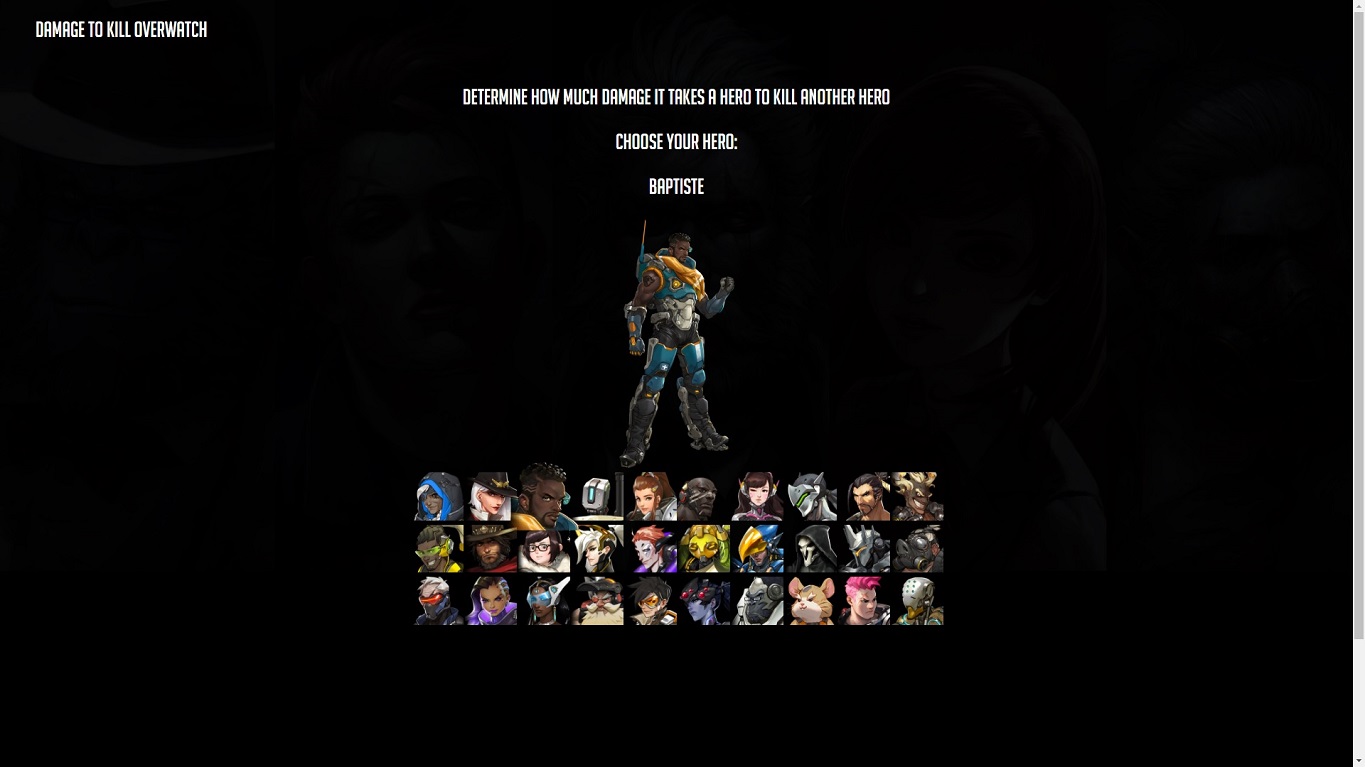 DAMAGE TO KILL OVERWATCH
DETERMINE HOW MUCH DAMAGE IT TAKES A HERO TO KILL ANOTHER HERO
CHOOSE YOUR HERO:
BAPTISTE